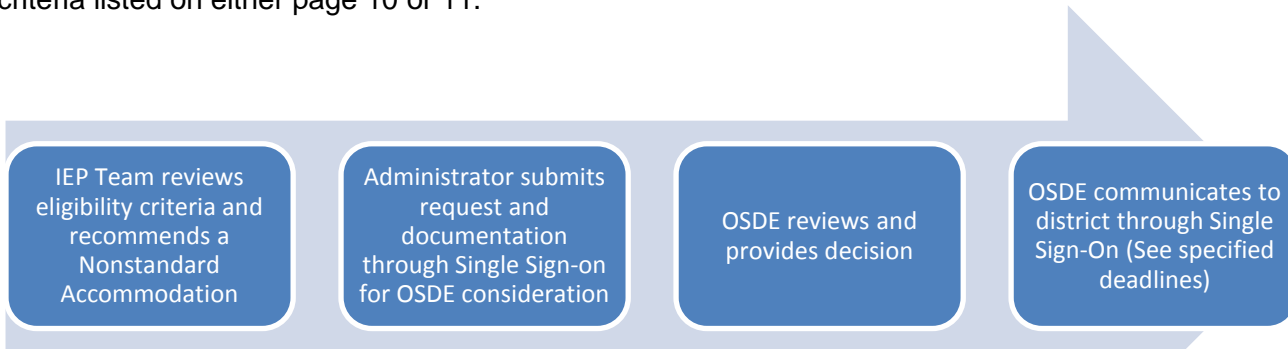 criteria listed on either page 10 or 11.
IEP Team reviews
eligibility criteria and
recommends a
Nonstandard
Accommodation
Administrator submits
request and
documentation
through Single Sign-on
for OSDE consideration
OSDE reviews and
provides decision
OSDE communicates to
district through Single
Sign-On (See specified
deadlines)